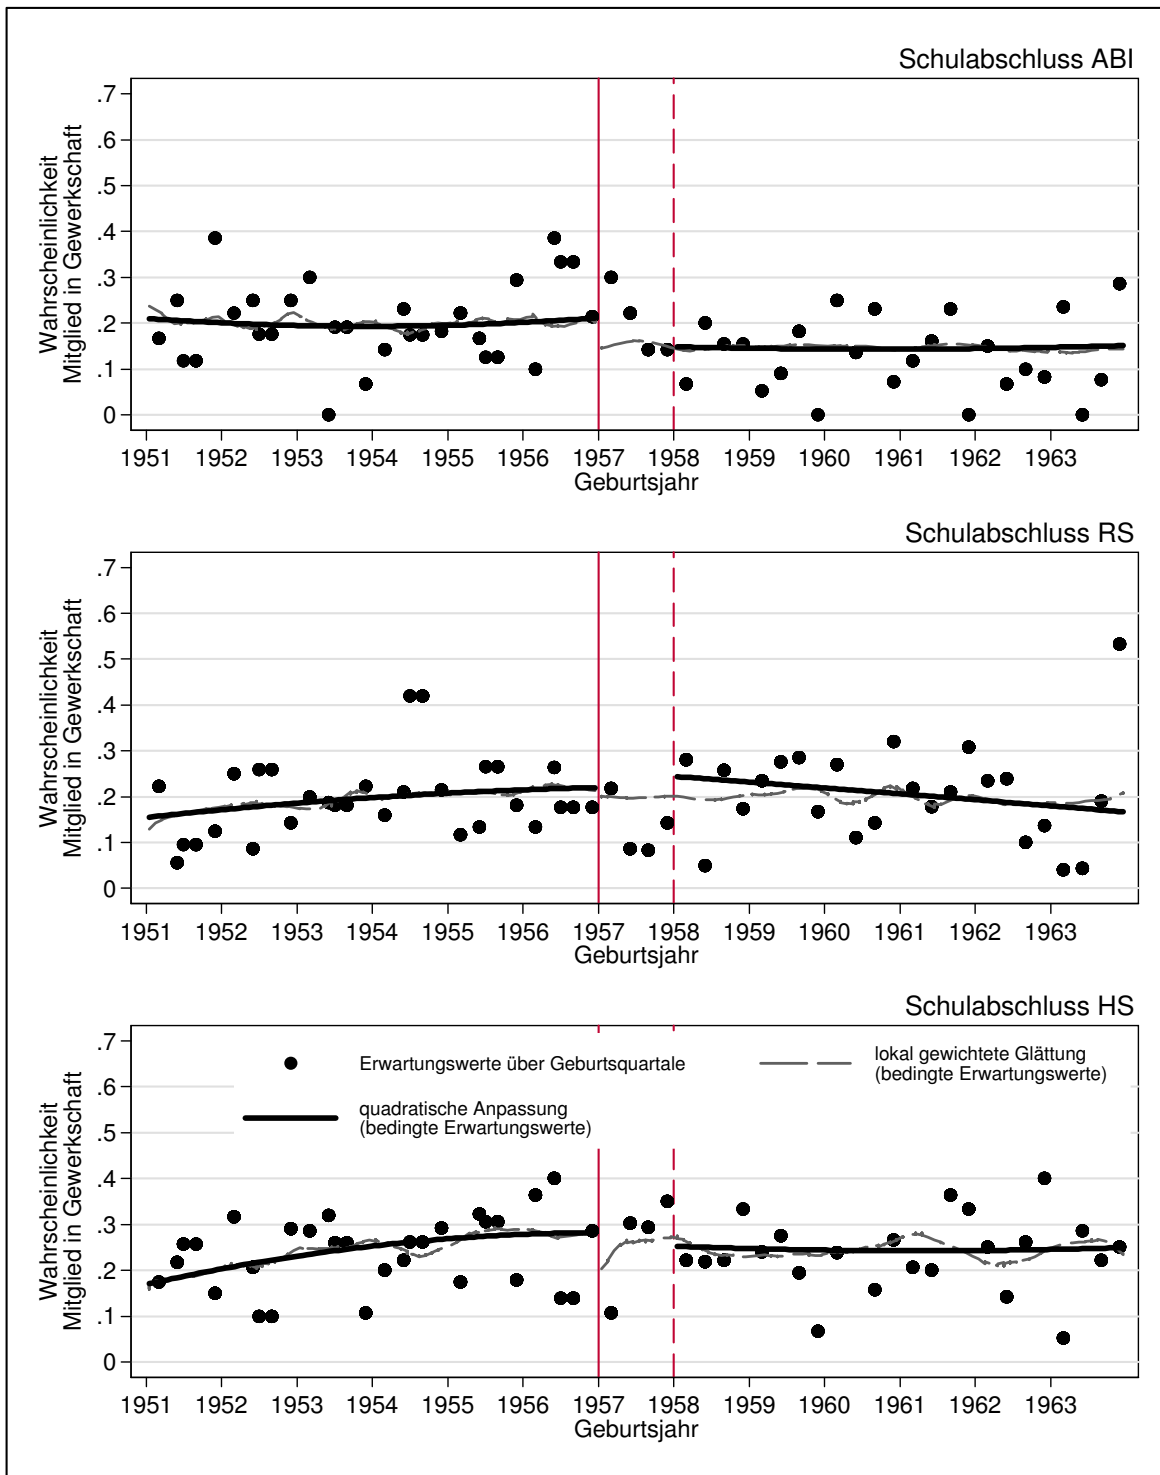 Schulabschluss ABI
Wahrscheinlichkeit
Mitglied in Gewerkschaft
.7
.6
.5
.4
.3
.2
.1
0
1951 1952 1953 1954 1955 1956 1957 1958 1959 1960 1961 1962 1963
Geburtsjahr
Schulabschluss RS
Wahrscheinlichkeit
Mitglied in Gewerkschaft
.7
.6
.5
.4
.3
.2
.1
0
1951 1952 1953 1954 1955 1956 1957 1958 1959 1960 1961 1962 1963
Geburtsjahr
Schulabschluss HS
Wahrscheinlichkeit
Mitglied in Gewerkschaft
.7
.6
.5
.4
.3
.2
.1
0
Erwartungswerte über Geburtsquartale
lokal gewichtete Glättung
(bedingte Erwartungswerte)
quadratische Anpassung
(bedingte Erwartungswerte)
1951 1952 1953 1954 1955 1956 1957 1958 1959 1960 1961 1962 1963
Geburtsjahr